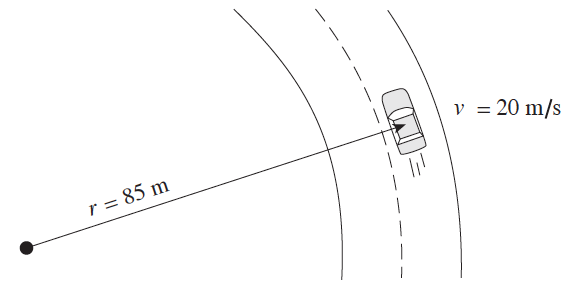 v = 20 m/s
r = 85 m